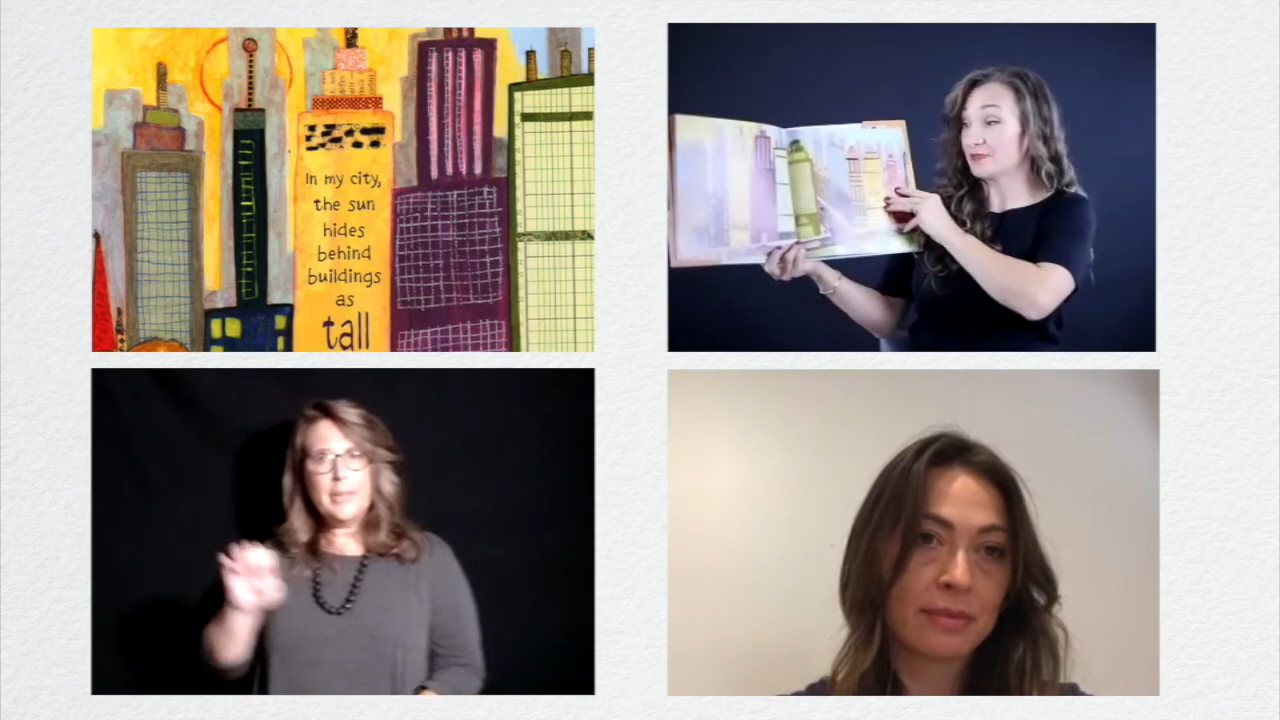 In my city,
the sun
hides
behind
buildings
as
tall